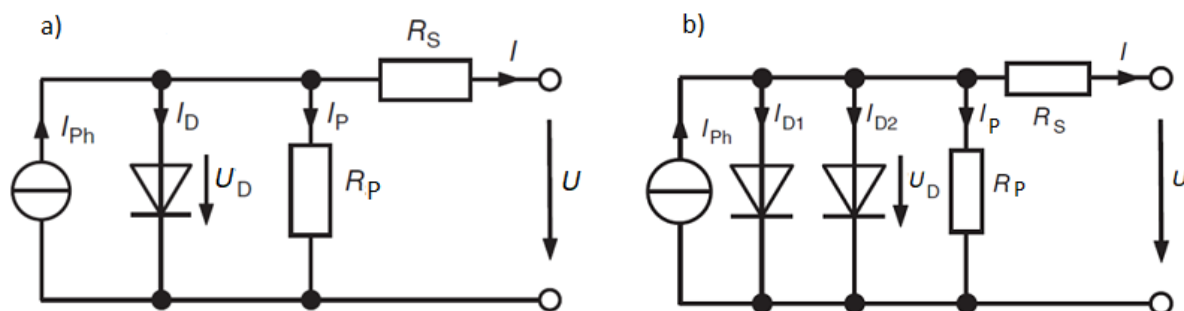 a)
R_S
I
I_Ph
I_D
I_P
U_D
R_P
U
b)
I
R_S
I_Ph
I_D1
I_D2
I_P
U_D
R_P
U